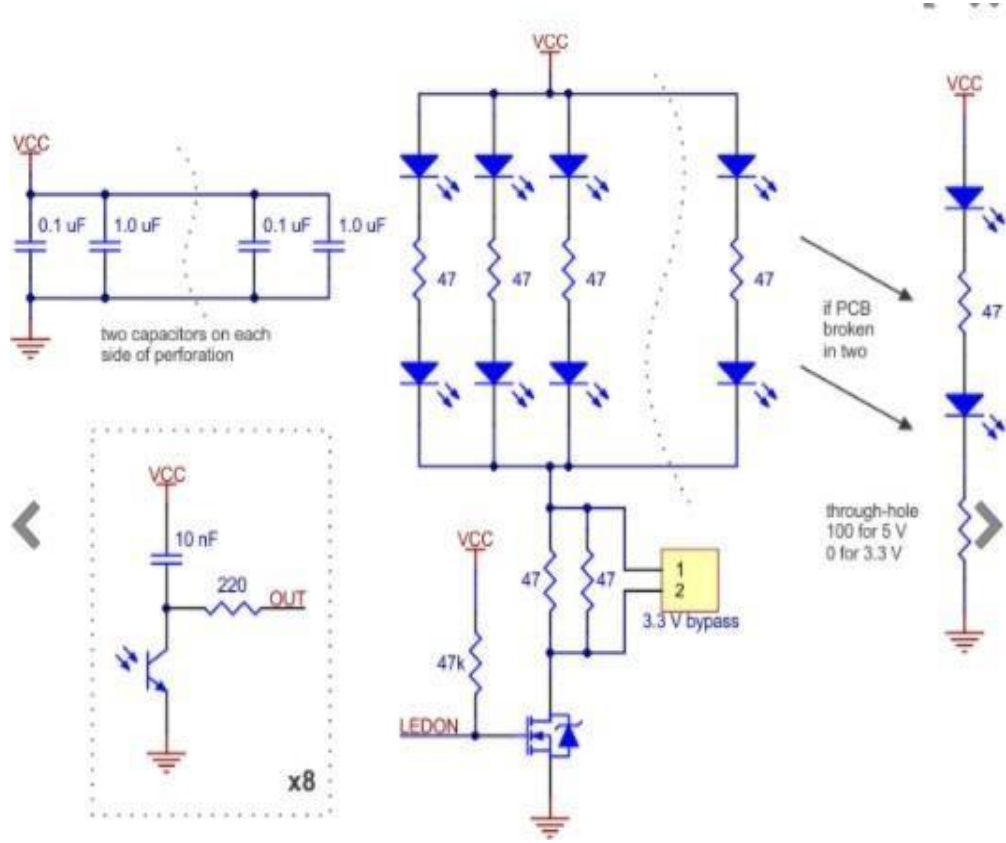 VCC
VCC
VCC
0.1 uF
1.0 uF
0.1 uF
1.0 uF
two capacitors on each
side of perforation
47
47
47
47
if PCB
broken
in two
47
through-hole
100 for 5 V
0 for 3.3 V
VCC
10 nF
220
OUT
x8
VCC
47k
LEDON
47
47
1
2
3.3 V bypass